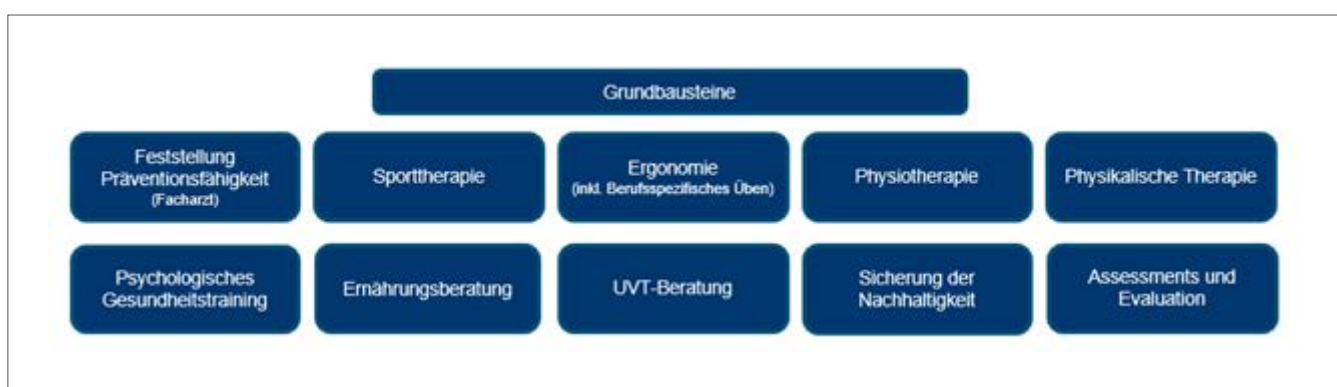 Grundbausteine
Feststellung
Präventionsfähigkeit
(Facharzt)
Sporttherapie
Ergonomie
(inkl. Berufsspezifisches Üben)
Physiotherapie
Physikalische Therapie
Psychologisches
Gesundheitstraining
Ernährungsberatung
UVT-Beratung
Sicherung der
Nachhaltigkeit
Assessments und
Evaluation